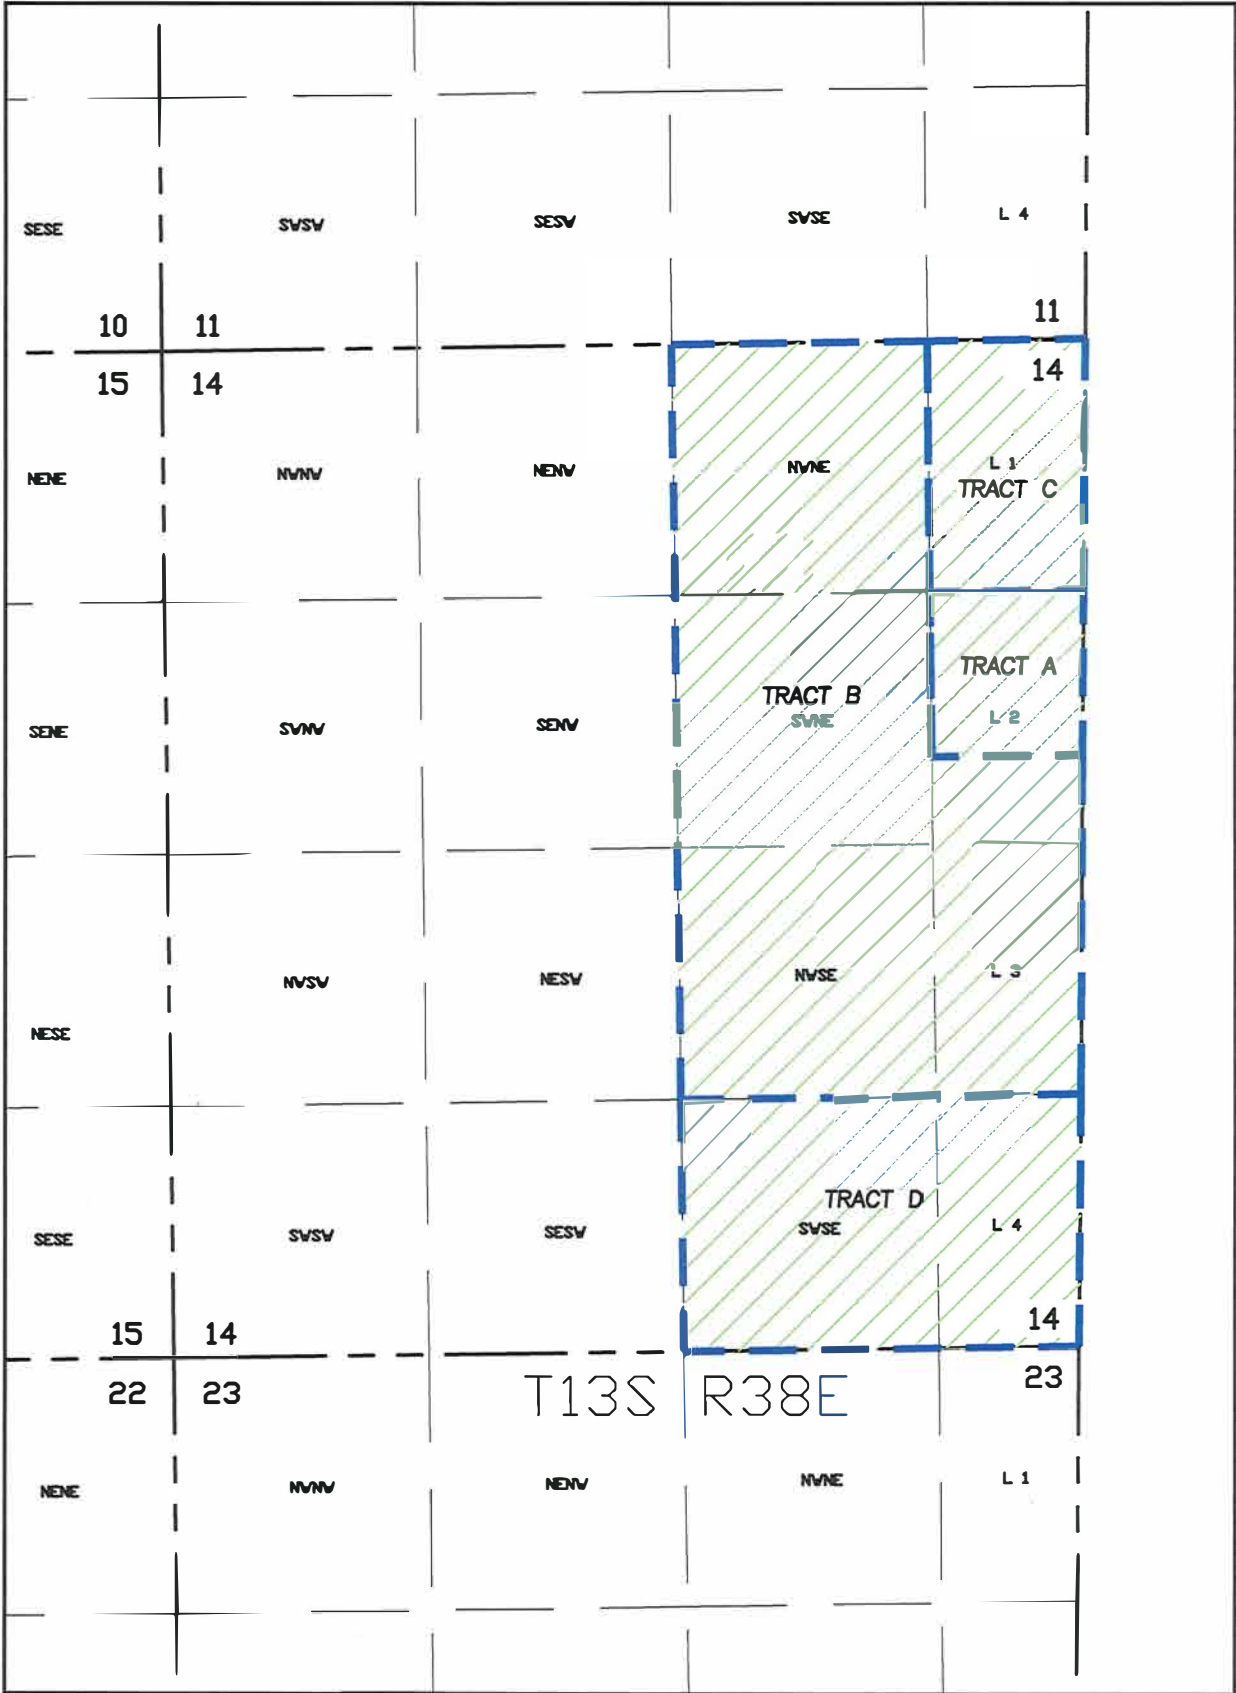 SESE SWSW SESW SWSE L 4
10 11 11
15 14 14
NENE NWNW NENW NWNE L 1
TRACT C
TRACT A
SENE SWNW SENW TRACT B
SWNE L 2
NWSW NESW NWSE L 3
NESE
TRACT D
SESE SWSW SESW SWSE L 4
15 14 14
22 23 23
T13S R38E
NENE NWNW NENW NWNE L 1